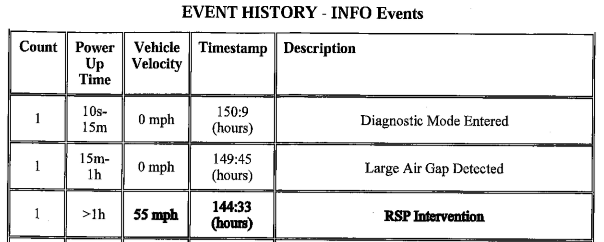 EVENT HISTORY - INFO Events
Count Power Up Time Vehicle Velocity Timestamp Description
1 10s-15m 0 mph 150:9 (hours) Diagnostic Mode Entered
1 15m-1h 0 mph 149:45 (hours) Large Air Gap Detected
1 >1h 55 mph 144:33 (hours) RSP Intervention